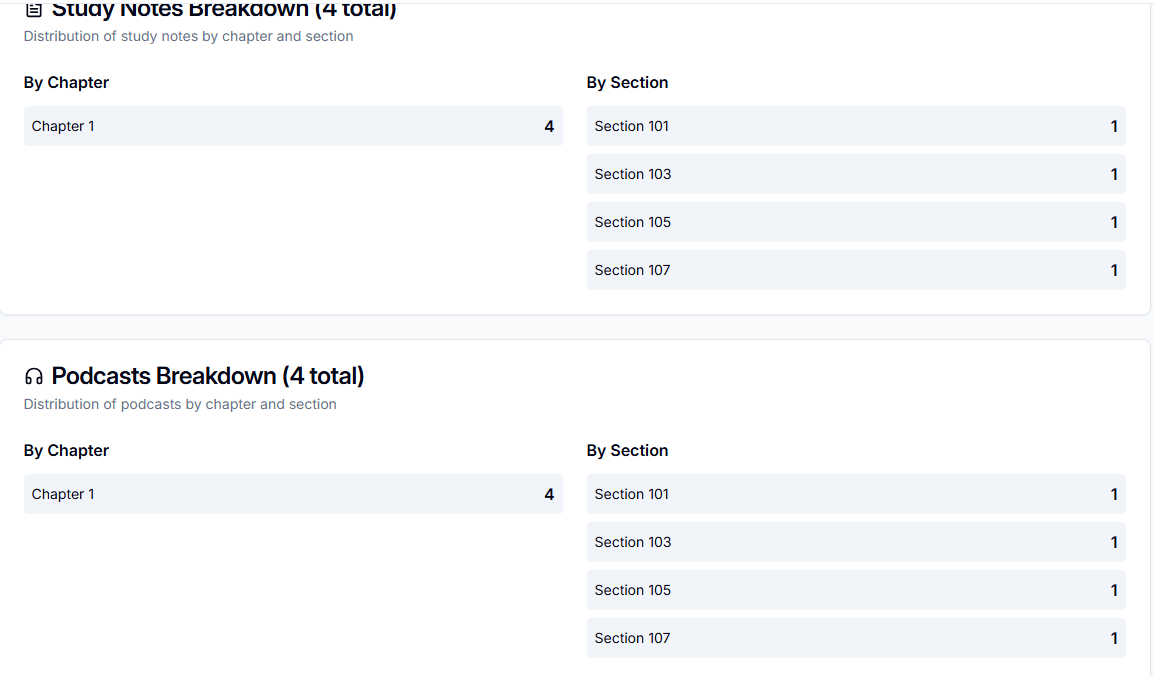 Study Notes Breakdown (4 total)
Distribution of study notes by chapter and section
By Chapter
Chapter 1 4
By Section
Section 101 1
Section 103 1
Section 105 1
Section 107 1
Podcasts Breakdown (4 total)
Distribution of podcasts by chapter and section
By Chapter
Chapter 1 4
By Section
Section 101 1
Section 103 1
Section 105 1
Section 107 1